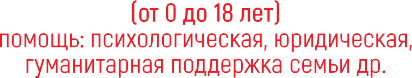 (от 0 до 18 лет)
помощь: психологическая, юридическая,
гуманитарная поддержка семьи др.